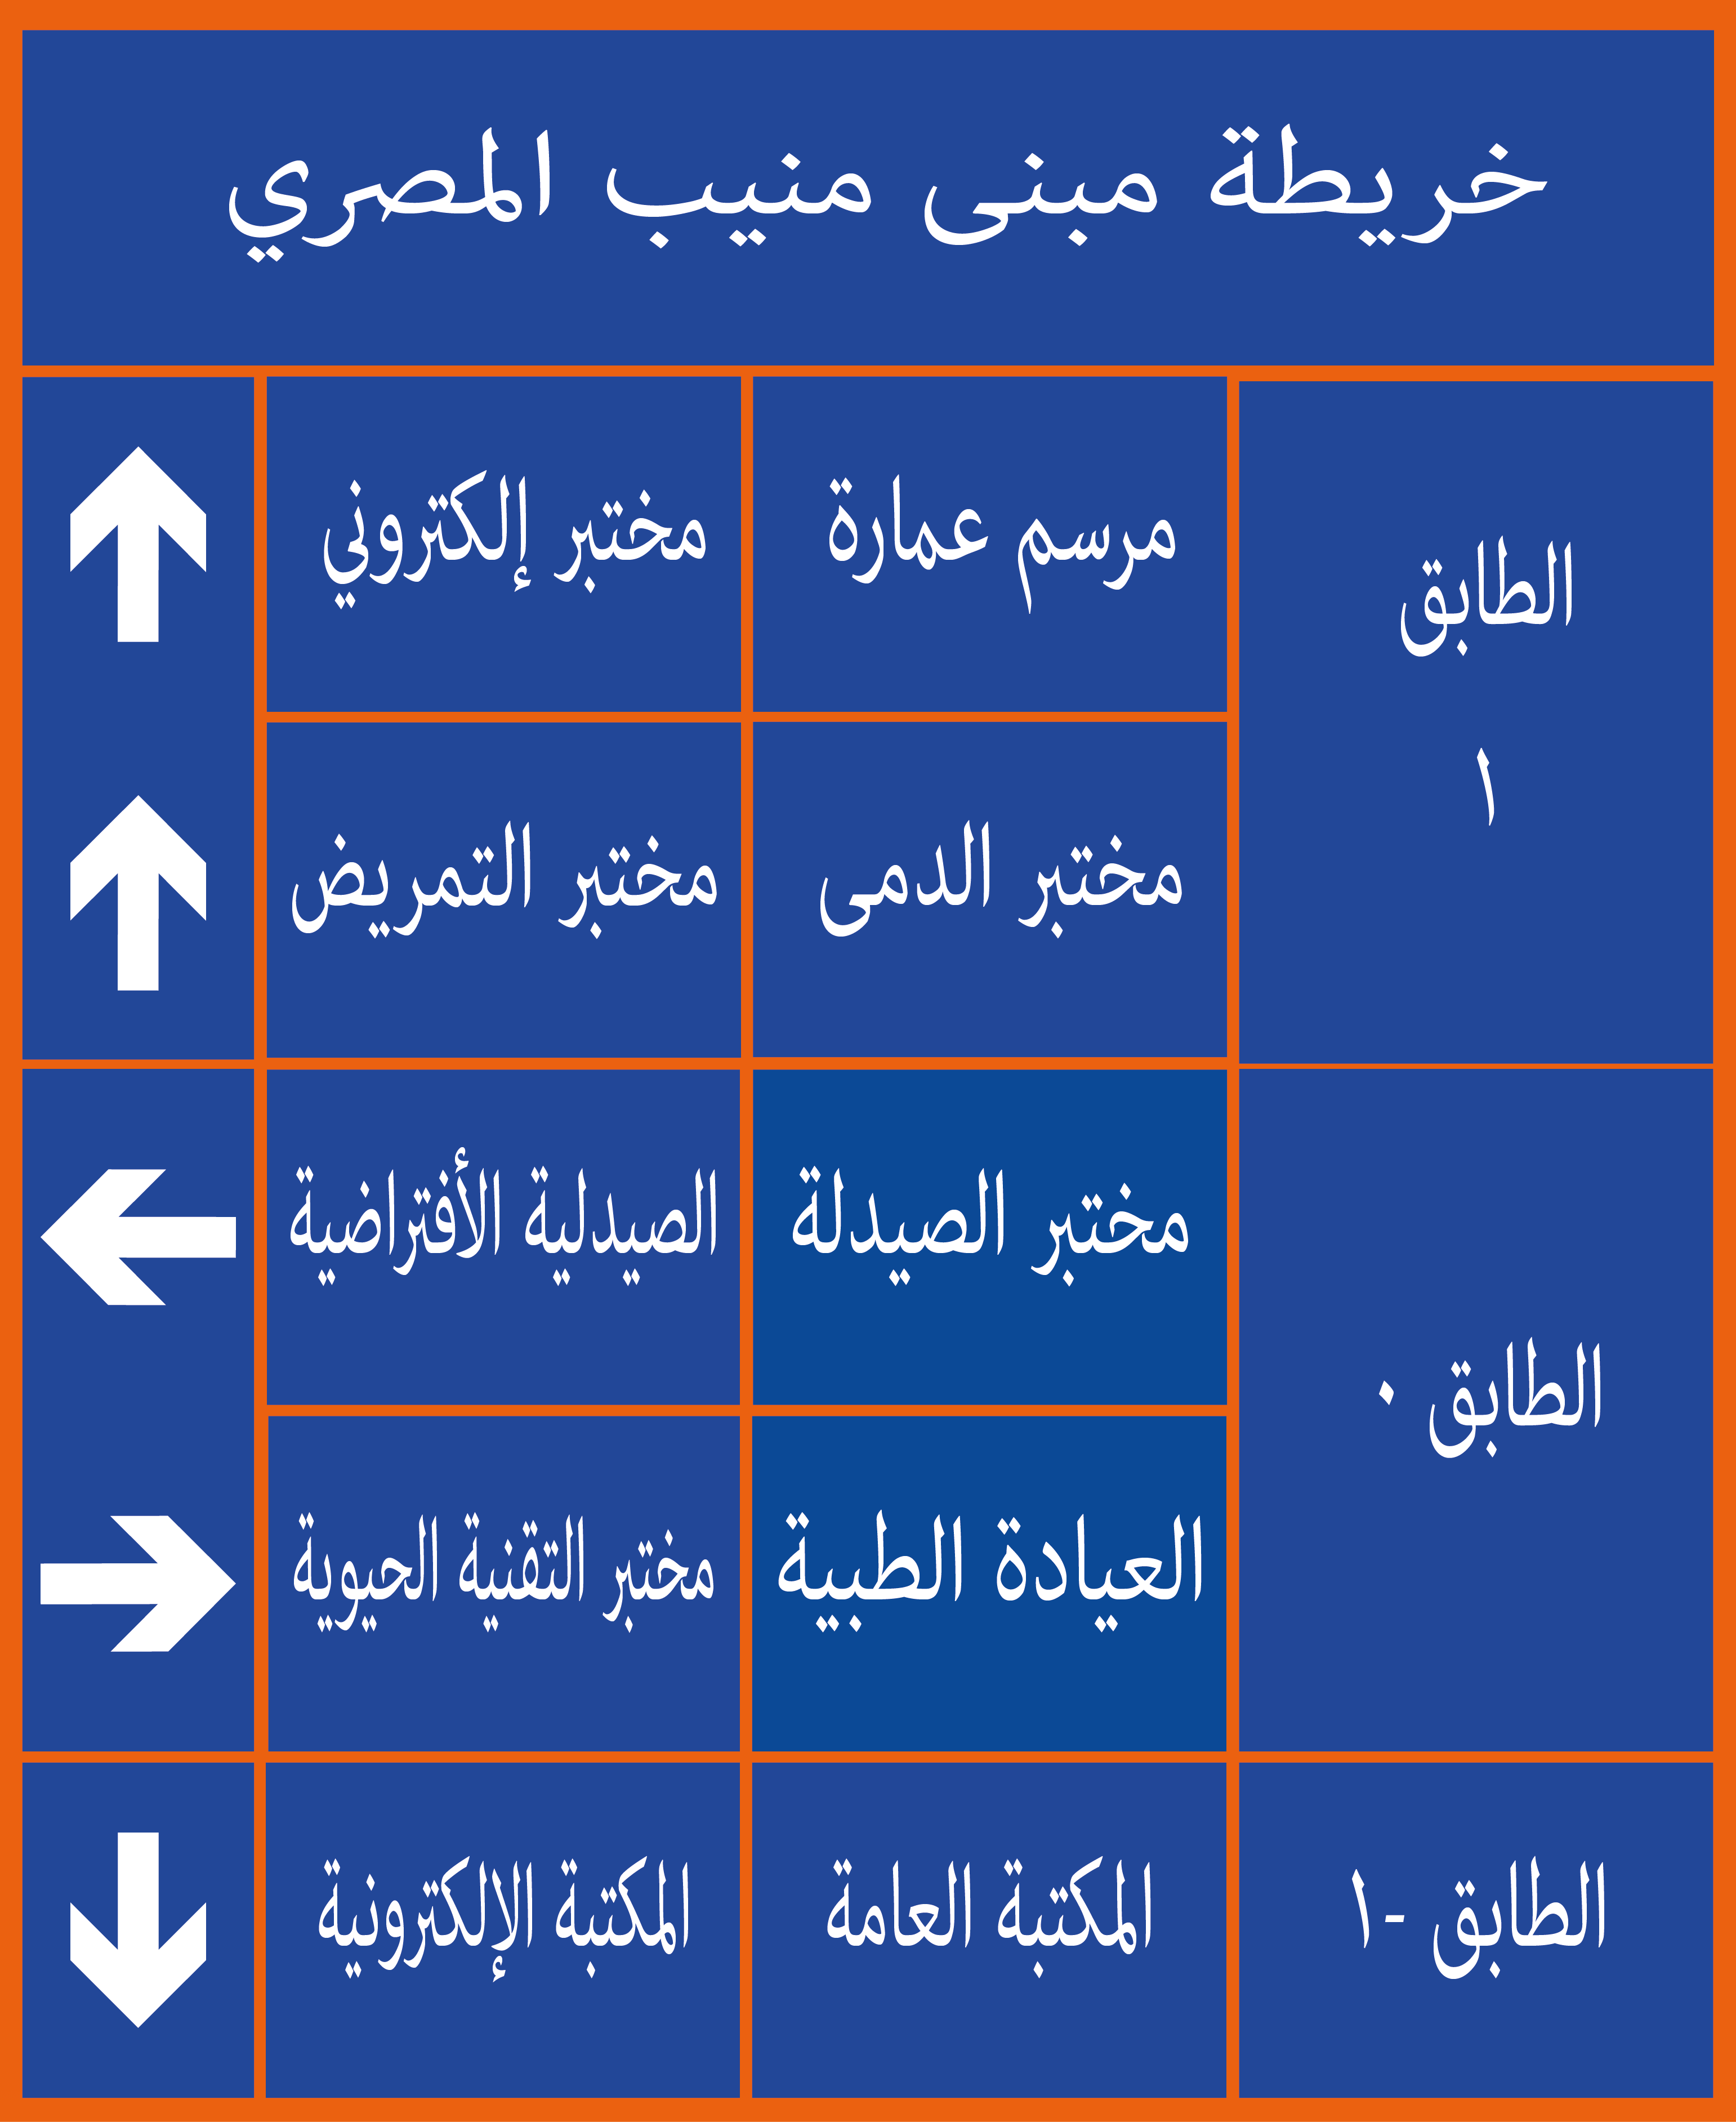 خريطة مبنى منيب المصري
الطابق
١
مرسم عمارة
مختبر إلكتروني
مختبر الدمى
مختبر التمريض
الطابق ٠
مختبر الصيدلة
الصيدلية الأفتراضية
العيادة الطبية
مختبر التقنية الحيوية
الطابق -١
المكتبة العامة
المكتبة الإلكترونية